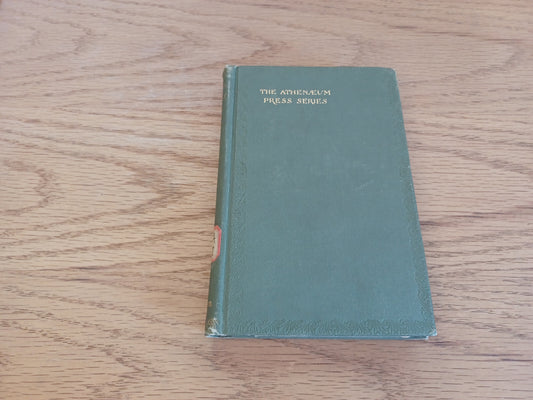 THE ATHENÆUM
PRESS SERIES